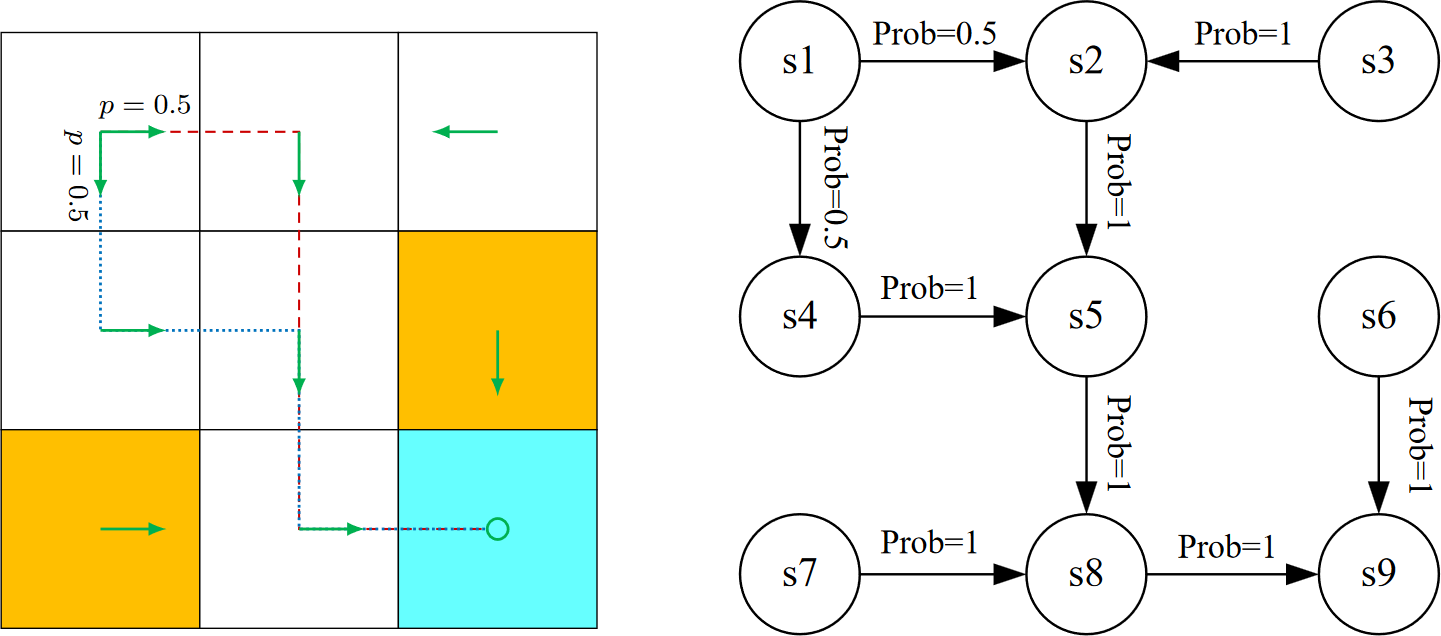 p = 0.5
p = 0.5
s1
Prob=0.5
s2
Prob=1
s3
Prob=0.5
Prob=1
s4
Prob=1
s5
s6
Prob=1
Prob=1
s7
Prob=1
s8
Prob=1
s9